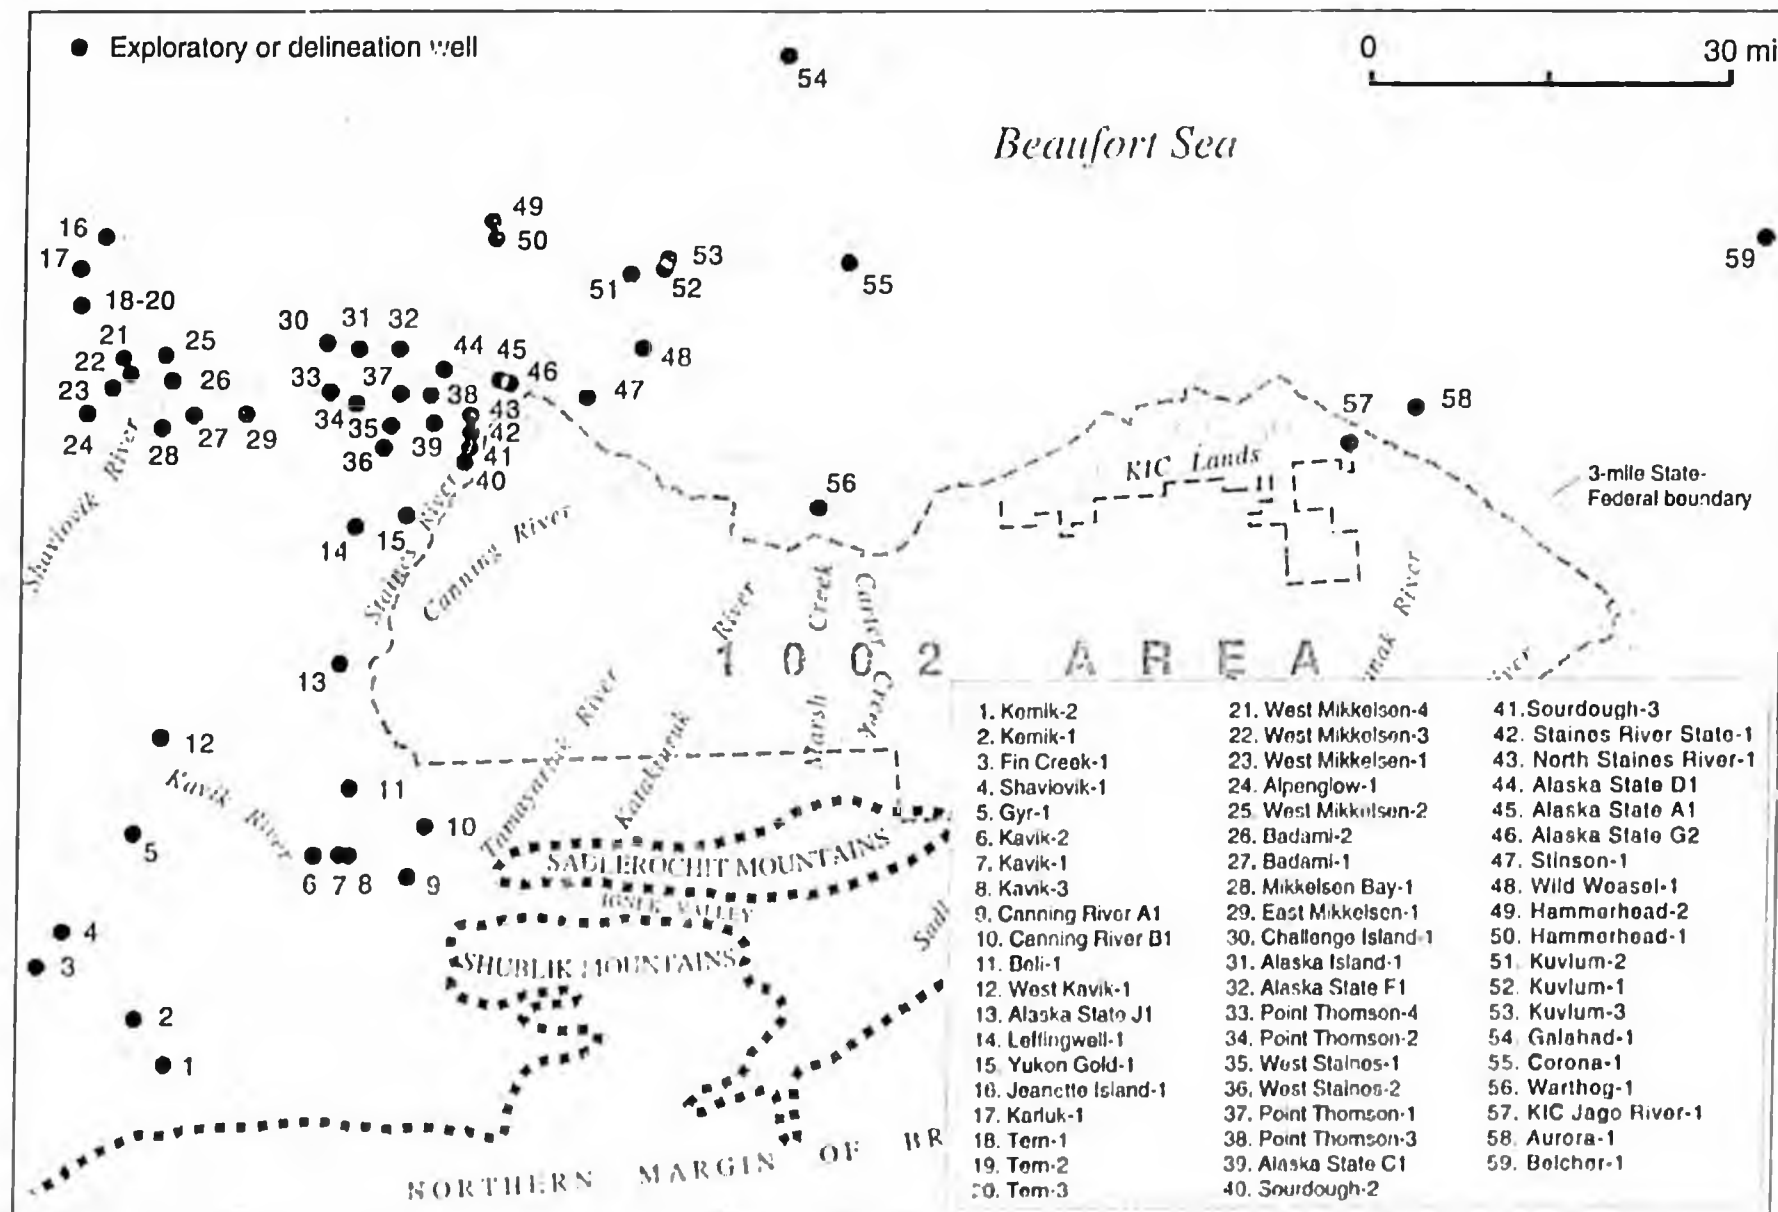 Exploratory or delineation well
0 30 mi
54
Beaufort Sea
49
50
16
17
18-20
53
51
52
55
59
21
22
23
24
25
26
27
28
29
30
31
32
33
34
35
36
37
38
39
44
45
46
43
42
41
40
47
48
56
57
58
KIC Lands
3-mile State-
Federal boundary
Shaviovik River
Staines River
Canning River
14
15
13
12
11
10
Kavik River
5
6
7
8
9
4
3
2
1
Tamayariak River
Katakturuk River
Marsh Creek
Carter Creek
1002 AREA
SADLEROCHIT MOUNTAINS
IGNEK VALLEY
SHUBLIK MOUNTAINS
Sadl
NORTHERN MARGIN OF BR
1. Kemik-2
2. Kemik-1
3. Fin Creek-1
4. Shaviovik-1
5. Gyr-1
6. Kavik-2
7. Kavik-1
8. Kavik-3
9. Canning River A1
10. Canning River B1
11. Beli-1
12. West Kavik-1
13. Alaska State J1
14. Leffingwell-1
15. Yukon Gold-1
16. Jeanette Island-1
17. Karluk-1
18. Tern-1
19. Tern-2
20. Tern-3
21. West Mikkelson-4
22. West Mikkelson-3
23. West Mikkelsen-1
24. Alpenglow-1
25. West Mikkelsen-2
26. Badami-2
27. Badami-1
28. Mikkelson Bay-1
29. East Mikkelsen-1
30. Challenge Island-1
31. Alaska Island-1
32. Alaska State F1
33. Point Thomson-4
34. Point Thomson-2
35. West Staines-1
36. West Staines-2
37. Point Thomson-1
38. Point Thomson-3
39. Alaska State C1
40. Sourdough-2
41. Sourdough-3
42. Staines River State-1
43. North Staines River-1
44. Alaska State D1
45. Alaska State A1
46. Alaska State G2
47. Stinson-1
48. Wild Weasel-1
49. Hammerhead-2
50. Hammerhead-1
51. Kuvlum-2
52. Kuvlum-1
53. Kuvlum-3
54. Galahad-1
55. Corona-1
56. Warthog-1
57. KIC Jago River-1
58. Aurora-1
59. Belcher-1